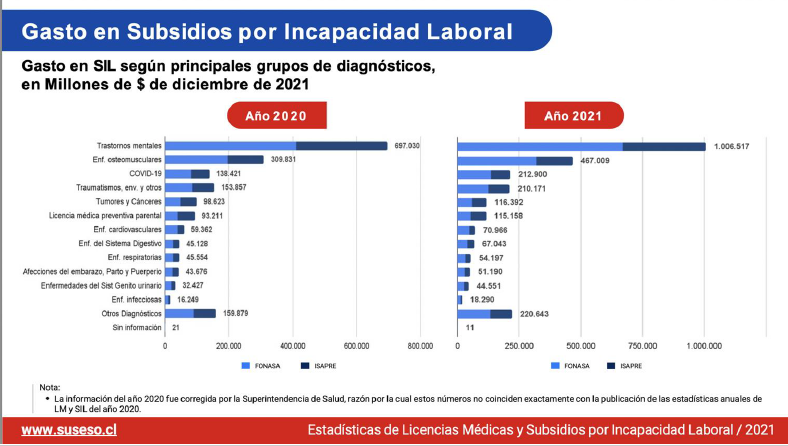 Gasto en Subsidios por Incapacidad Laboral
Gasto en SIL según principales grupos de diagnósticos,
en Millones de $ de diciembre de 2021
Año 2020
Año 2021
Trastornos mentales 697.030 1.006.517
Enf. osteomusculares 309.831 467.009
COVID-19 138.421 212.900
Traumatismos, env. y otros 153.857 210.171
Tumores y Cánceres 98.623 116.392
Licencia médica preventiva parental 93.211 115.158
Enf. cardiovasculares 59.362 70.966
Enf. del Sistema Digestivo 45.128 67.043
Enf. respiratorias 45.554 54.197
Afecciones del embarazo, Parto y Puerperio 43.676 51.190
Enfermedades del Sist Genito urinario 32.427 44.551
Enf. infecciosas 16.249 18.290
Otros Diagnósticos 159.879 220.643
Sin información 21 11
0 200.000 400.000 600.000 800.000 0 250.000 500.000 750.000 1.000.000
FONASA ISAPRE FONASA ISAPRE
Nota:
• La información del año 2020 fue corregida por la Superintendencia de Salud, razón por la cual estos números no coinciden exactamente con la publicación de las estadísticas anuales de
LM y SIL del año 2020.
www.suseso.cl
Estadísticas de Licencias Médicas y Subsidios por Incapacidad Laboral / 2021